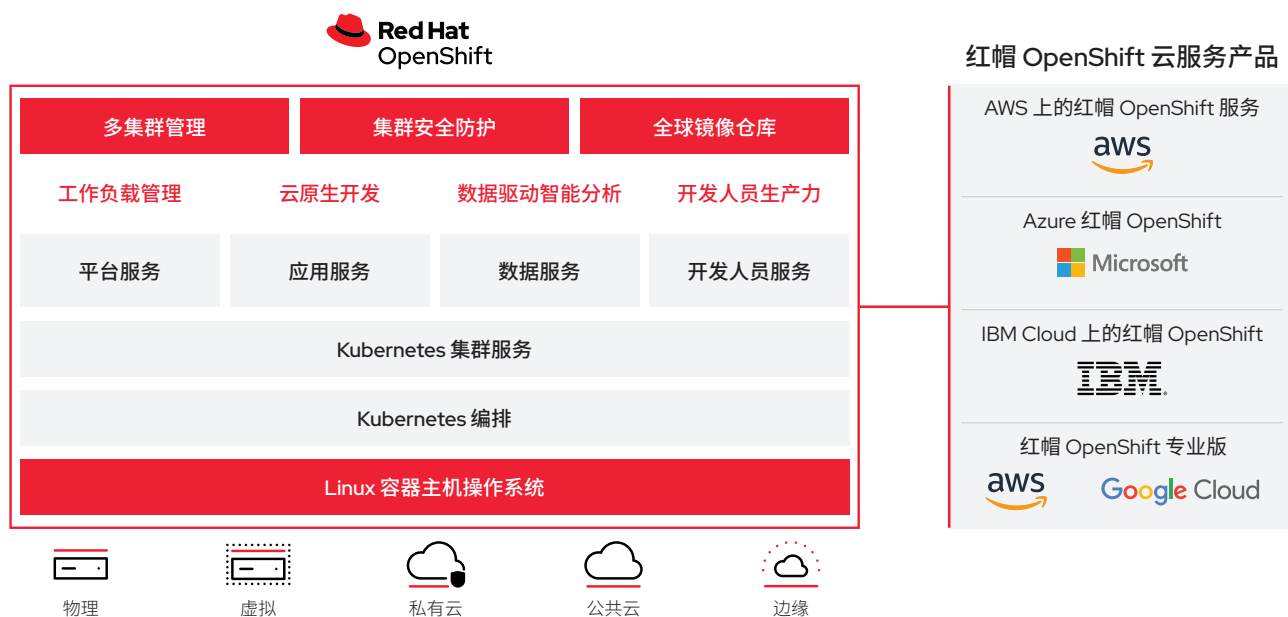 Red Hat
OpenShift
多集群管理
集群安全防护
全球镜像仓库
工作负载管理
云原生开发
数据驱动智能分析
开发人员生产力
平台服务
应用服务
数据服务
开发人员服务
Kubernetes 集群服务
Kubernetes 编排
Linux 容器主机操作系统
物理
虚拟
私有云
公共云
边缘
红帽 OpenShift 云服务产品
AWS 上的红帽 OpenShift 服务
aws
Azure 红帽 OpenShift
Microsoft
IBM Cloud 上的红帽 OpenShift
IBM
红帽 OpenShift 专业版
aws
Google Cloud